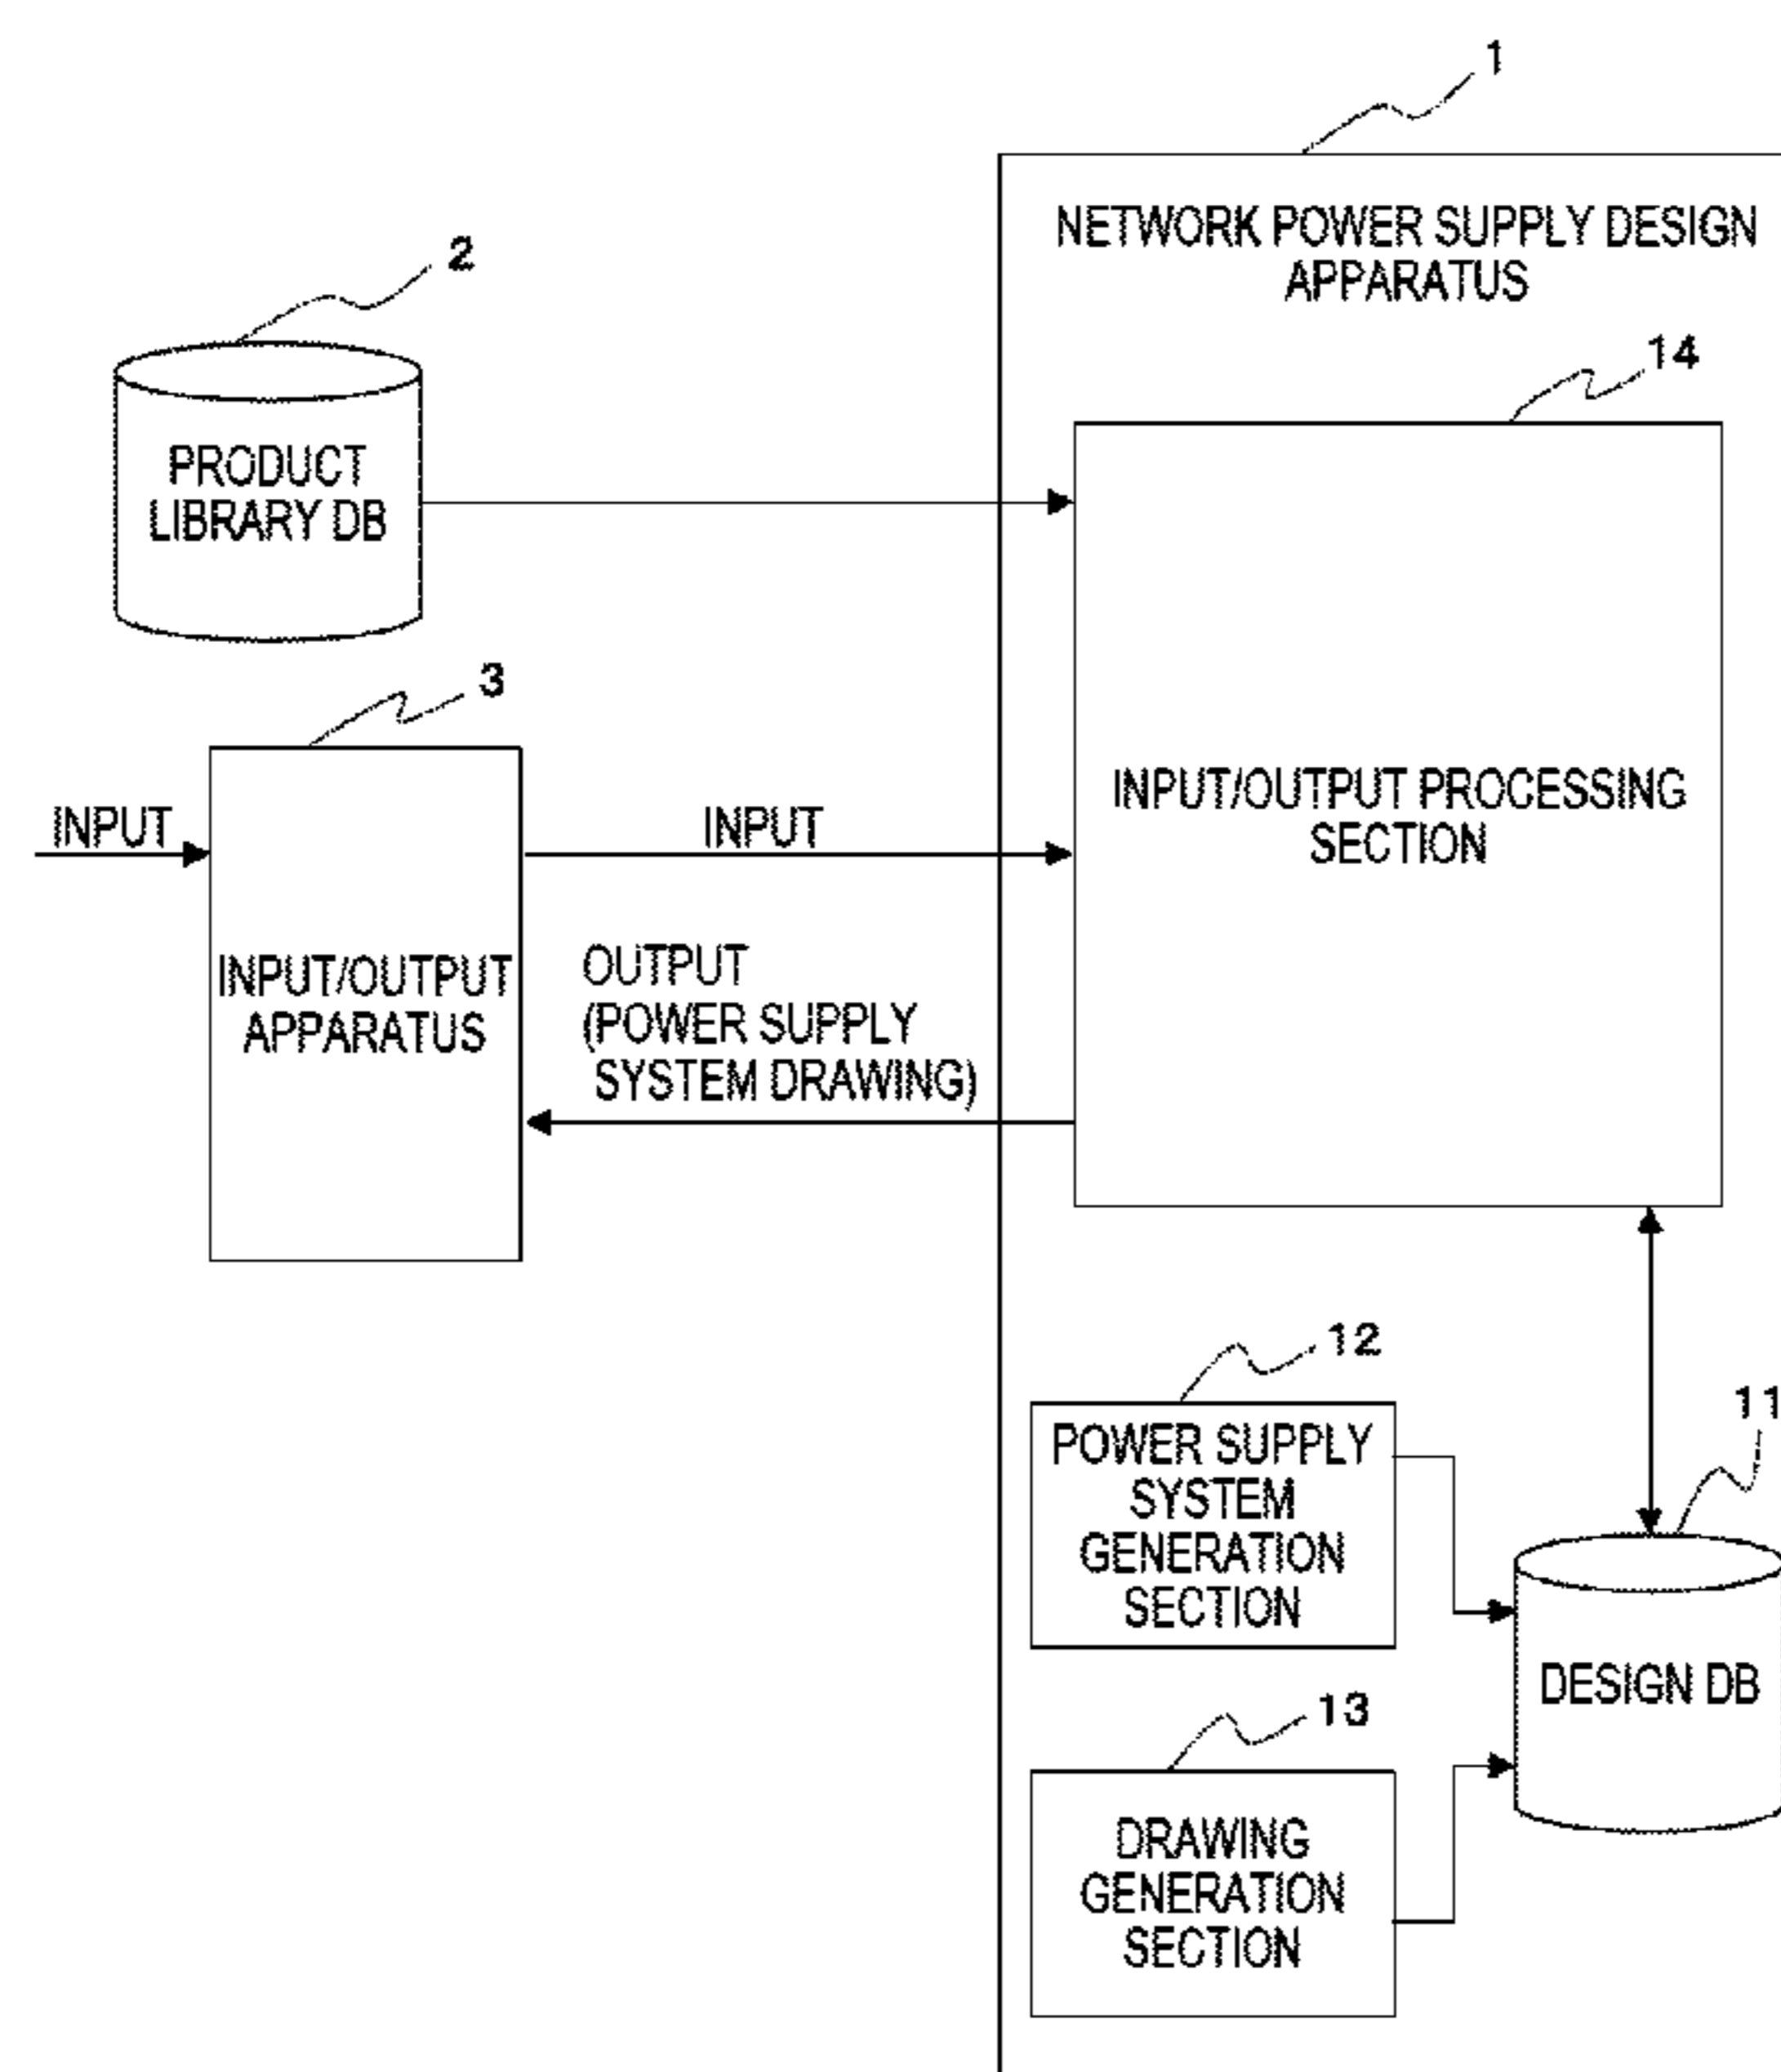 1
NETWORK POWER SUPPLY DESIGN
APPARATUS
2
14
PRODUCT
LIBRARY DB
3
INPUT
INPUT
INPUT/OUTPUT PROCESSING
SECTION
INPUT/OUTPUT
APPARATUS
OUTPUT
(POWER SUPPLY
SYSTEM DRAWING)
12
11
POWER SUPPLY
SYSTEM
GENERATION
SECTION
DESIGN DB
13
DRAWING
GENERATION
SECTION